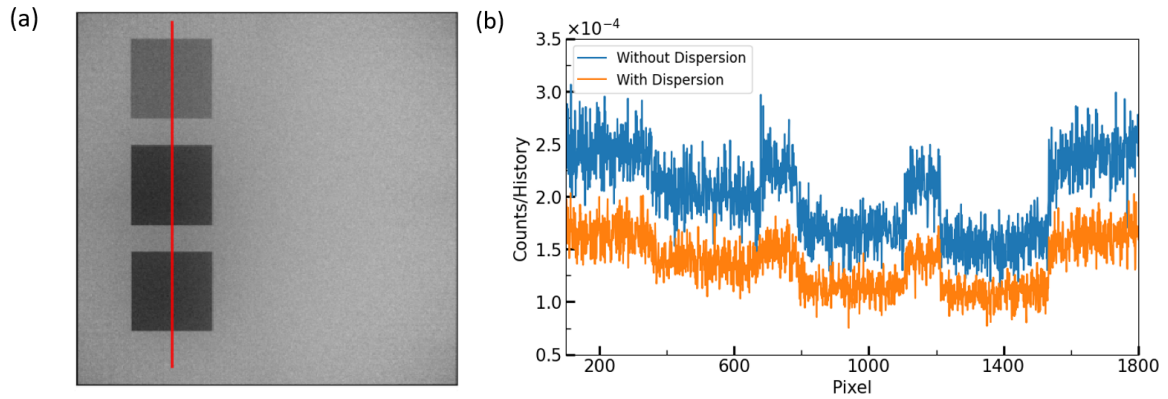 (a)
(b)
×10⁻⁴
3.5
3.0
2.5
2.0
1.5
1.0
0.5
Counts/History
Without Dispersion
With Dispersion
200
600
1000
1400
1800
Pixel